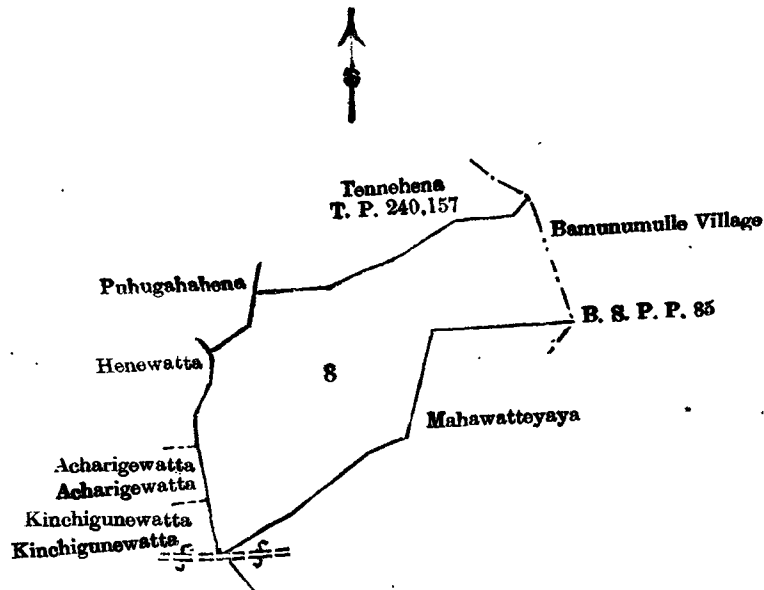 Tennehena
T. P. 240,157
Bamunumulle Village
Puhugahahena
B. S. P. P. 85
Henewatta
8
Mahawatteyaya
Acharigewatta
Acharigewatta
Kinchigunewatta
Kinchigunewatta